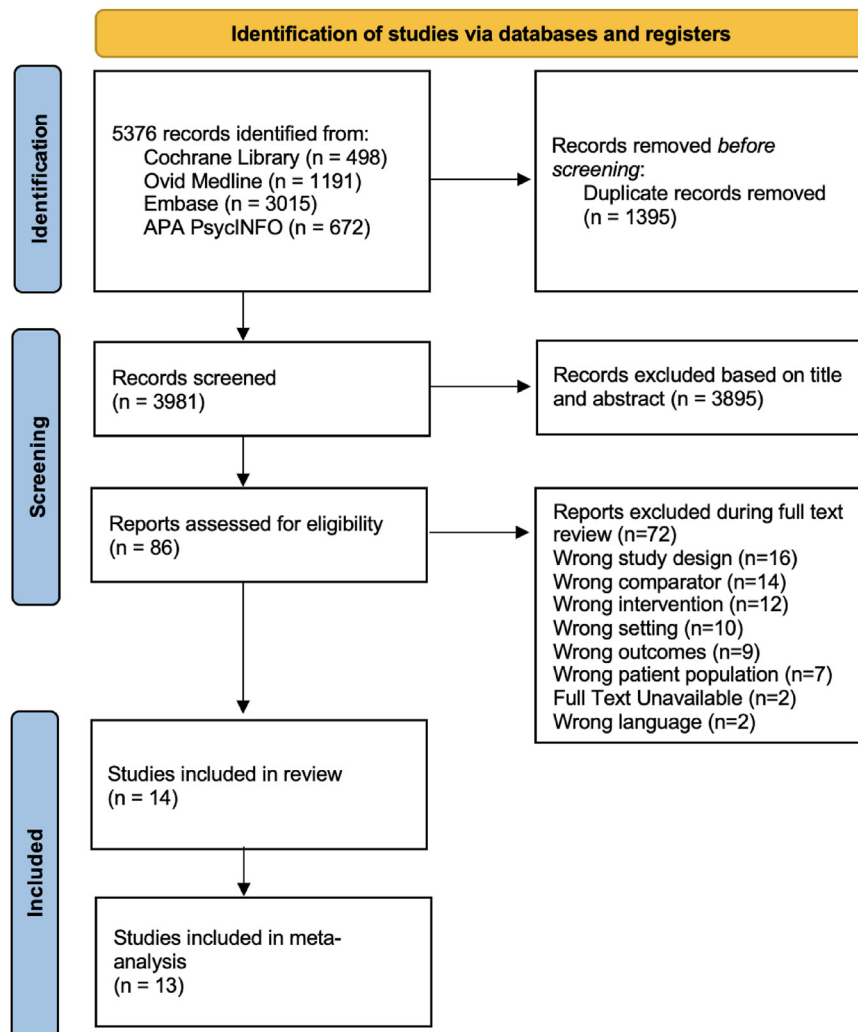 Identification of studies via databases and registers
Identification
5376 records identified from:
Cochrane Library (n = 498)
Ovid Medline (n = 1191)
Embase (n = 3015)
APA PsycINFO (n = 672)
Records removed before
screening:
Duplicate records removed
(n = 1395)
Screening
Records screened
(n = 3981)
Records excluded based on title
and abstract (n = 3895)
Reports assessed for eligibility
(n = 86)
Reports excluded during full text
review (n=72)
Wrong study design (n=16)
Wrong comparator (n=14)
Wrong intervention (n=12)
Wrong setting (n=10)
Wrong outcomes (n=9)
Wrong patient population (n=7)
Full Text Unavailable (n=2)
Wrong language (n=2)
Included
Studies included in review
(n = 14)
Studies included in meta-
analysis
(n = 13)